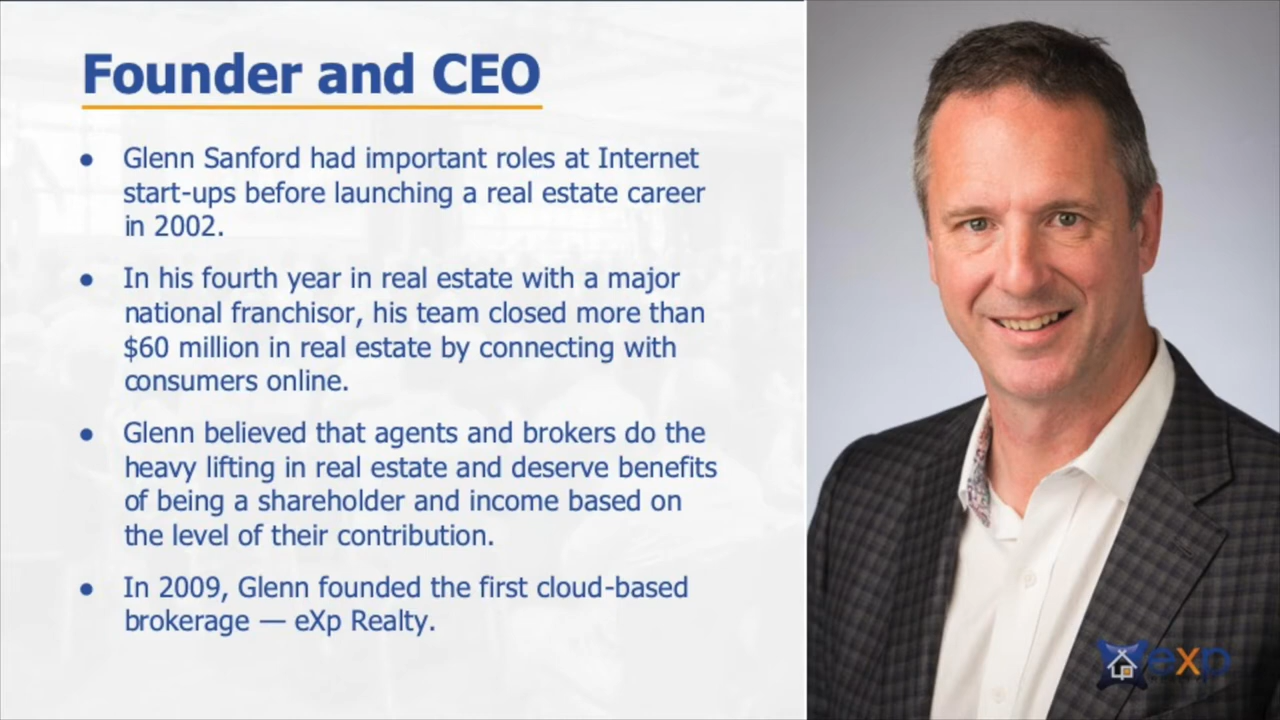 Founder and CEO
● Glenn Sanford had important roles at Internet
start-ups before launching a real estate career
in 2002.
● In his fourth year in real estate with a major
national franchisor, his team closed more than
$60 million in real estate by connecting with
consumers online.
● Glenn believed that agents and brokers do the
heavy lifting in real estate and deserve benefits
of being a shareholder and income based on
the level of their contribution.
● In 2009, Glenn founded the first cloud-based
brokerage — eXp Realty.
exp